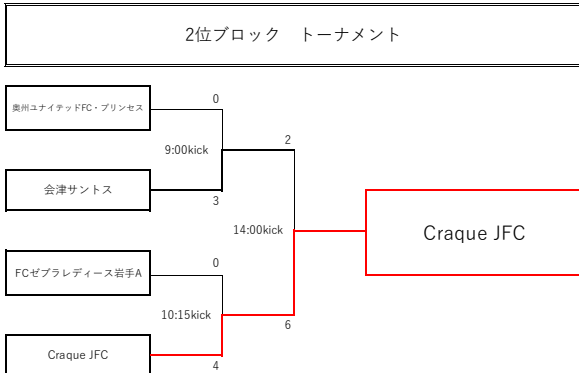 2位ブロック　トーナメント
奥州ユナイテッドFC・プリンセス
0
9:00kick
2
会津サントス
3
14:00kick
Craque JFC
FCゼブラレディース岩手A
0
10:15kick
6
Craque JFC
4